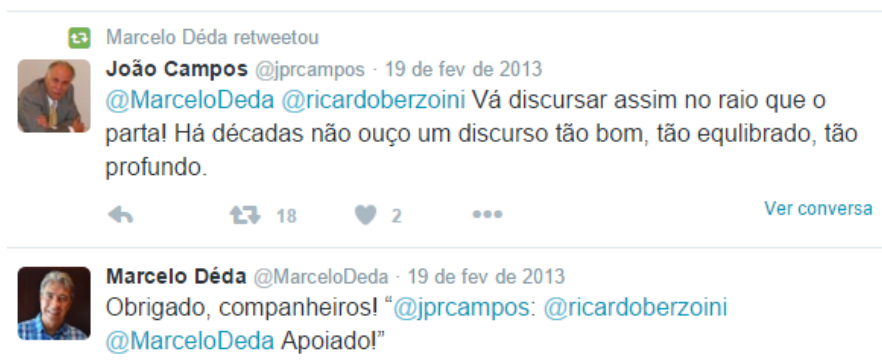 Marcelo Déda retweetou
João Campos @jprcampos · 19 de fev de 2013
@MarceloDeda @ricardoberzoini Vá discursar assim no raio que o
parta! Há décadas não ouço um discurso tão bom, tão equlibrado, tão
profundo.
18 2 Ver conversa
Marcelo Déda @MarceloDeda · 19 de fev de 2013
Obrigado, companheiros! “@jprcampos: @ricardoberzoini
@MarceloDeda Apoiado!”